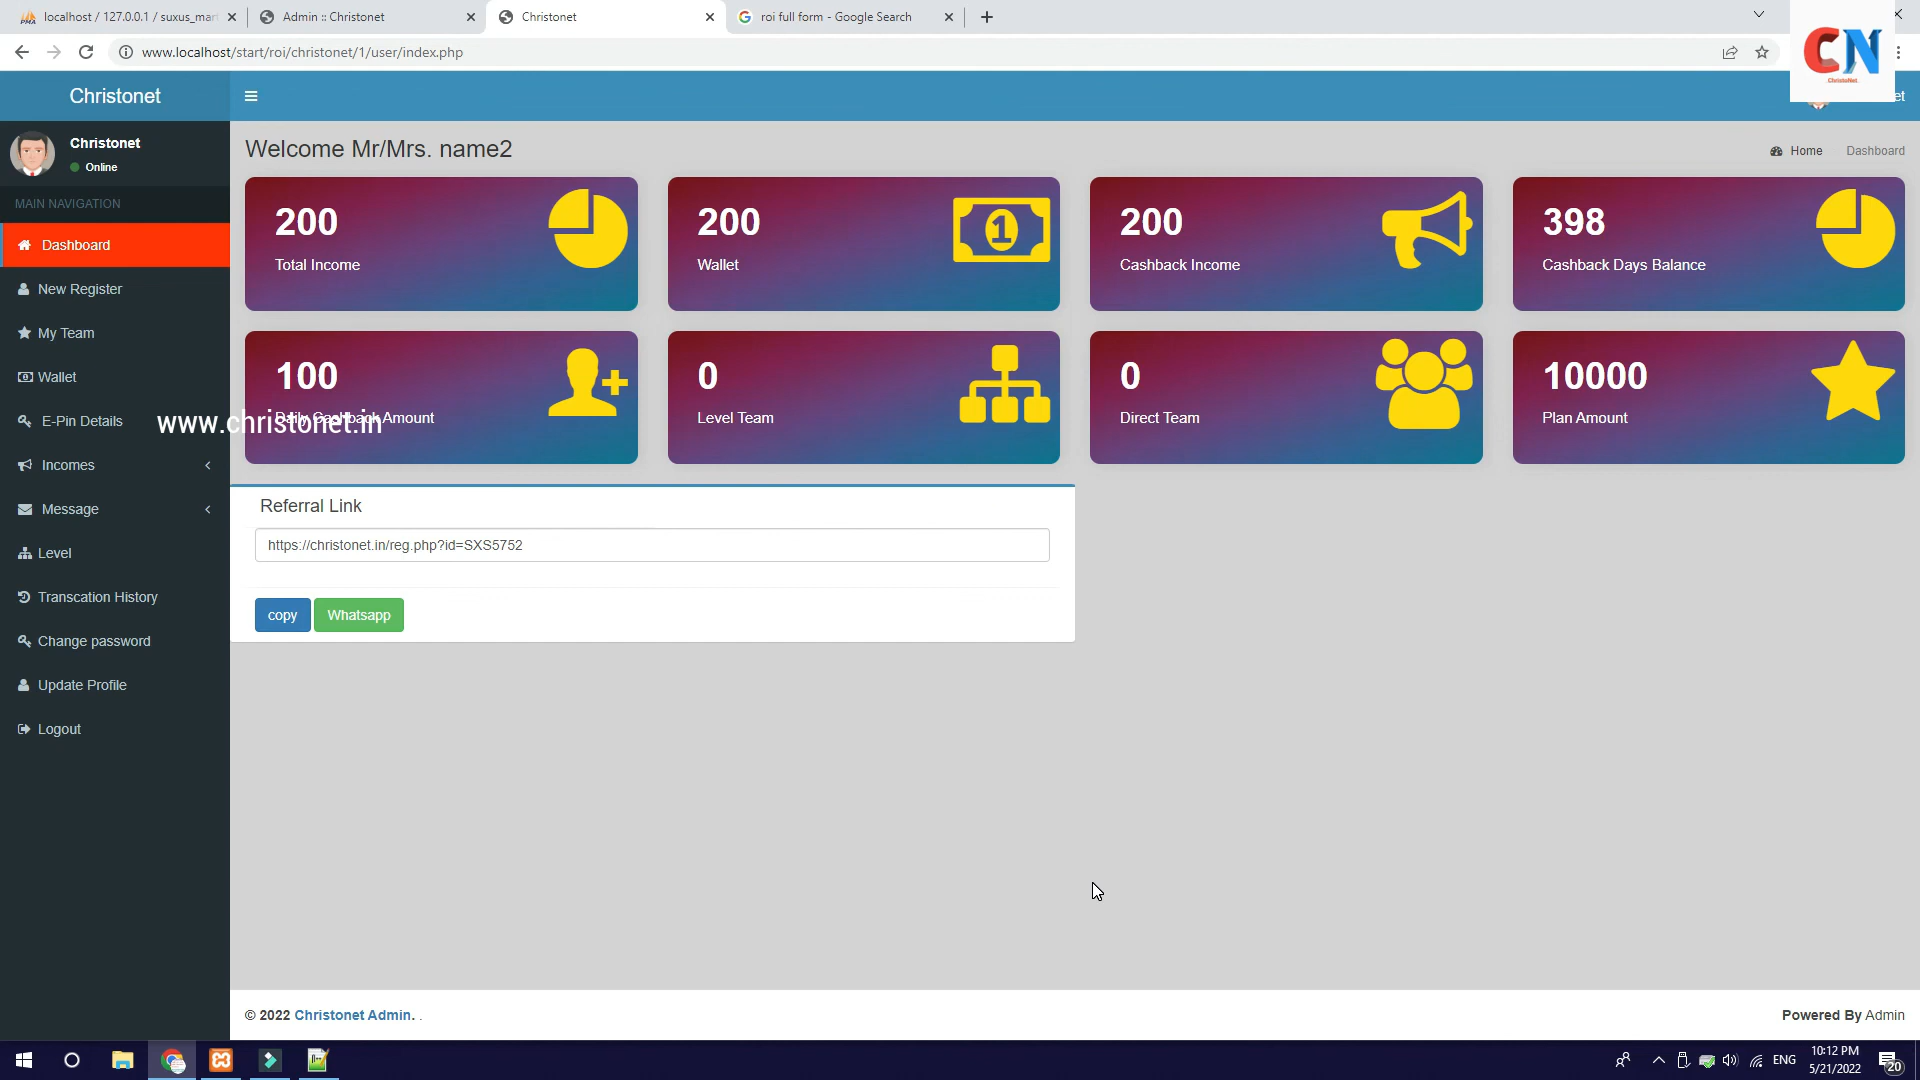 localhost / 127.0.0.1 / suxus_mart
Admin :: Christonet
Christonet
roi full form - Google Search
www.localhost/start/roi/christonet/1/user/index.php
CN
ChristoNet
Christonet
et
Christonet
Online
Welcome Mr/Mrs. name2
Home
Dashboard
MAIN NAVIGATION
Dashboard
New Register
My Team
Wallet
E-Pin Details
Incomes
Message
Level
Transcation History
Change password
Update Profile
Logout
200
Total Income
200
Wallet
200
Cashback Income
398
Cashback Days Balance
100
Daily Cashback Amount
www.christonet.in
0
Level Team
0
Direct Team
10000
Plan Amount
Referral Link
https://christonet.in/reg.php?id=SXS5752
copy
Whatsapp
© 2022 Christonet Admin. .
Powered By Admin
ENG
10:12 PM
5/21/2022
20